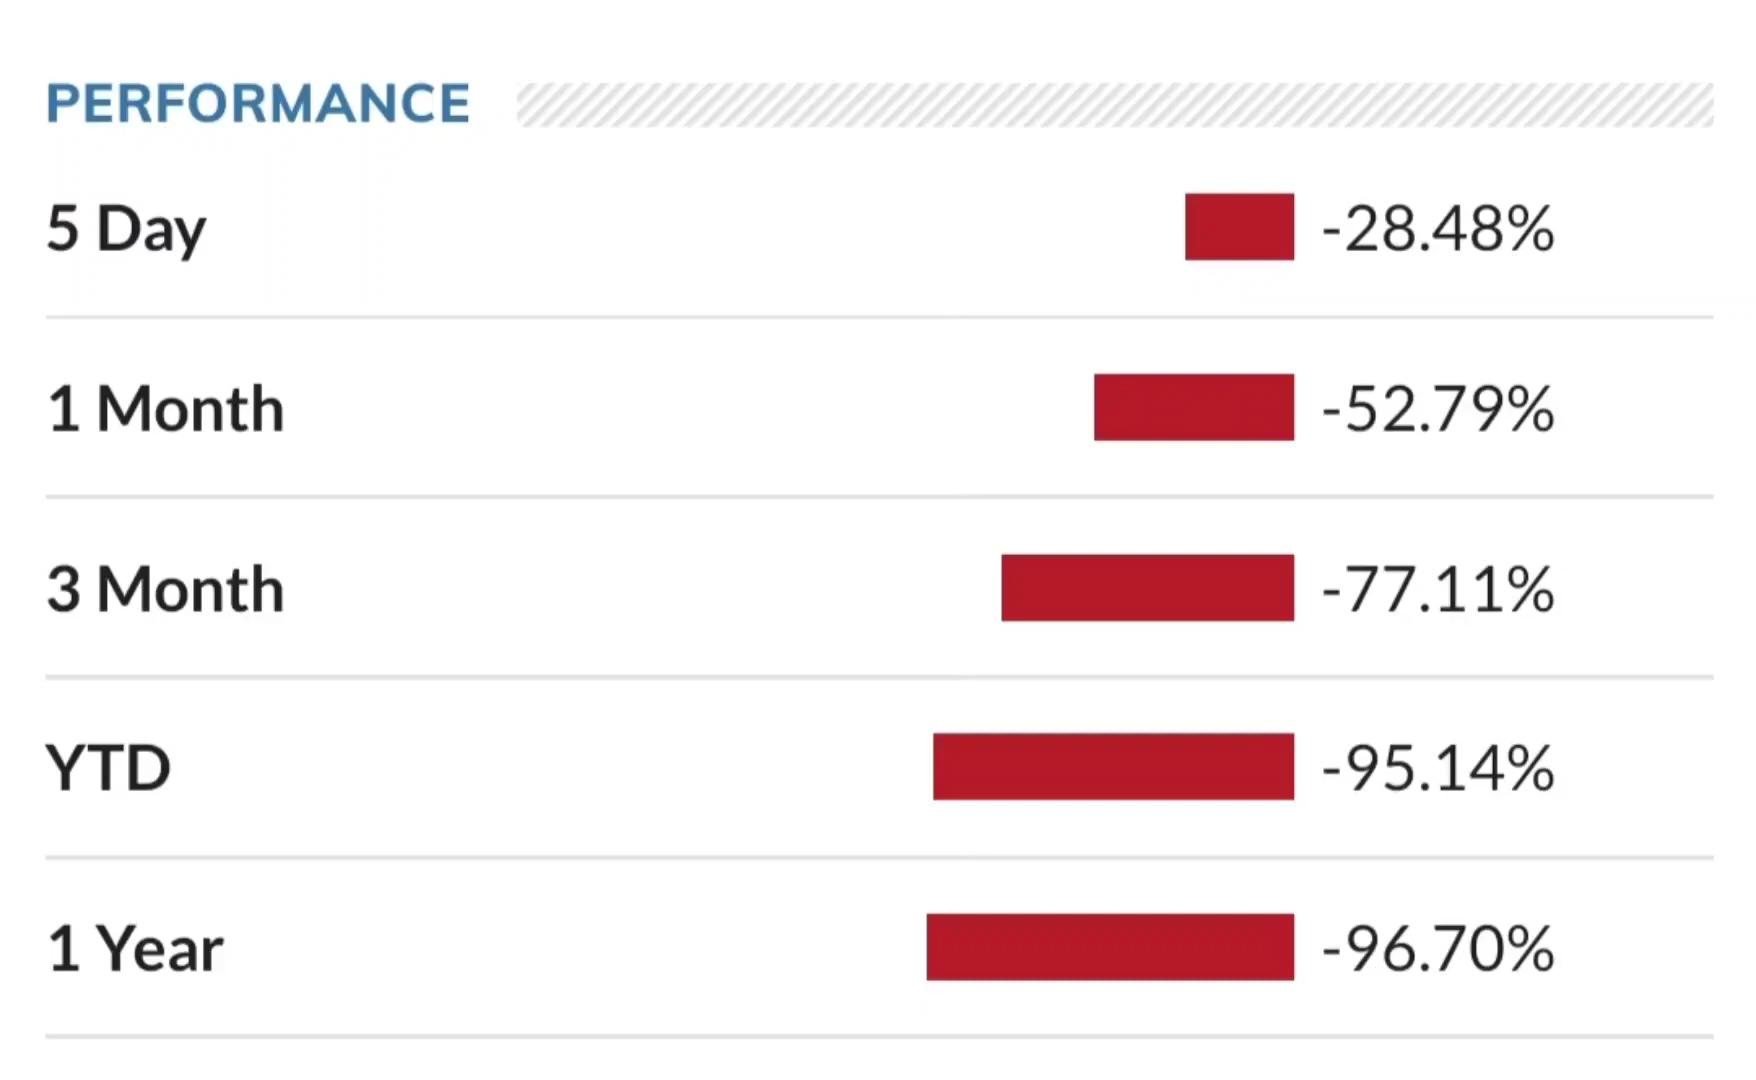 PERFORMANCE
5 Day -28.48%
1 Month -52.79%
3 Month -77.11%
YTD -95.14%
1 Year -96.70%